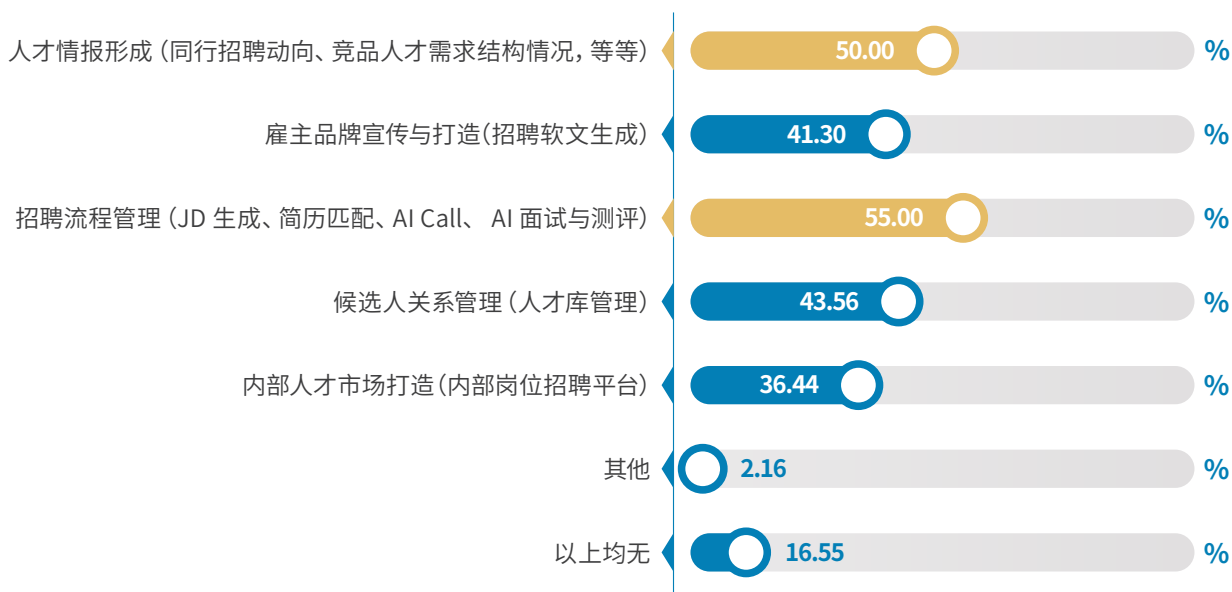 人才情报形成（同行招聘动向、竞品人才需求结构情况，等等） 50.00 %
雇主品牌宣传与打造（招聘软文生成） 41.30 %
招聘流程管理（JD 生成、简历匹配、AI Call、 AI 面试与测评） 55.00 %
候选人关系管理（人才库管理） 43.56 %
内部人才市场打造（内部岗位招聘平台） 36.44 %
其他 2.16 %
以上均无 16.55 %